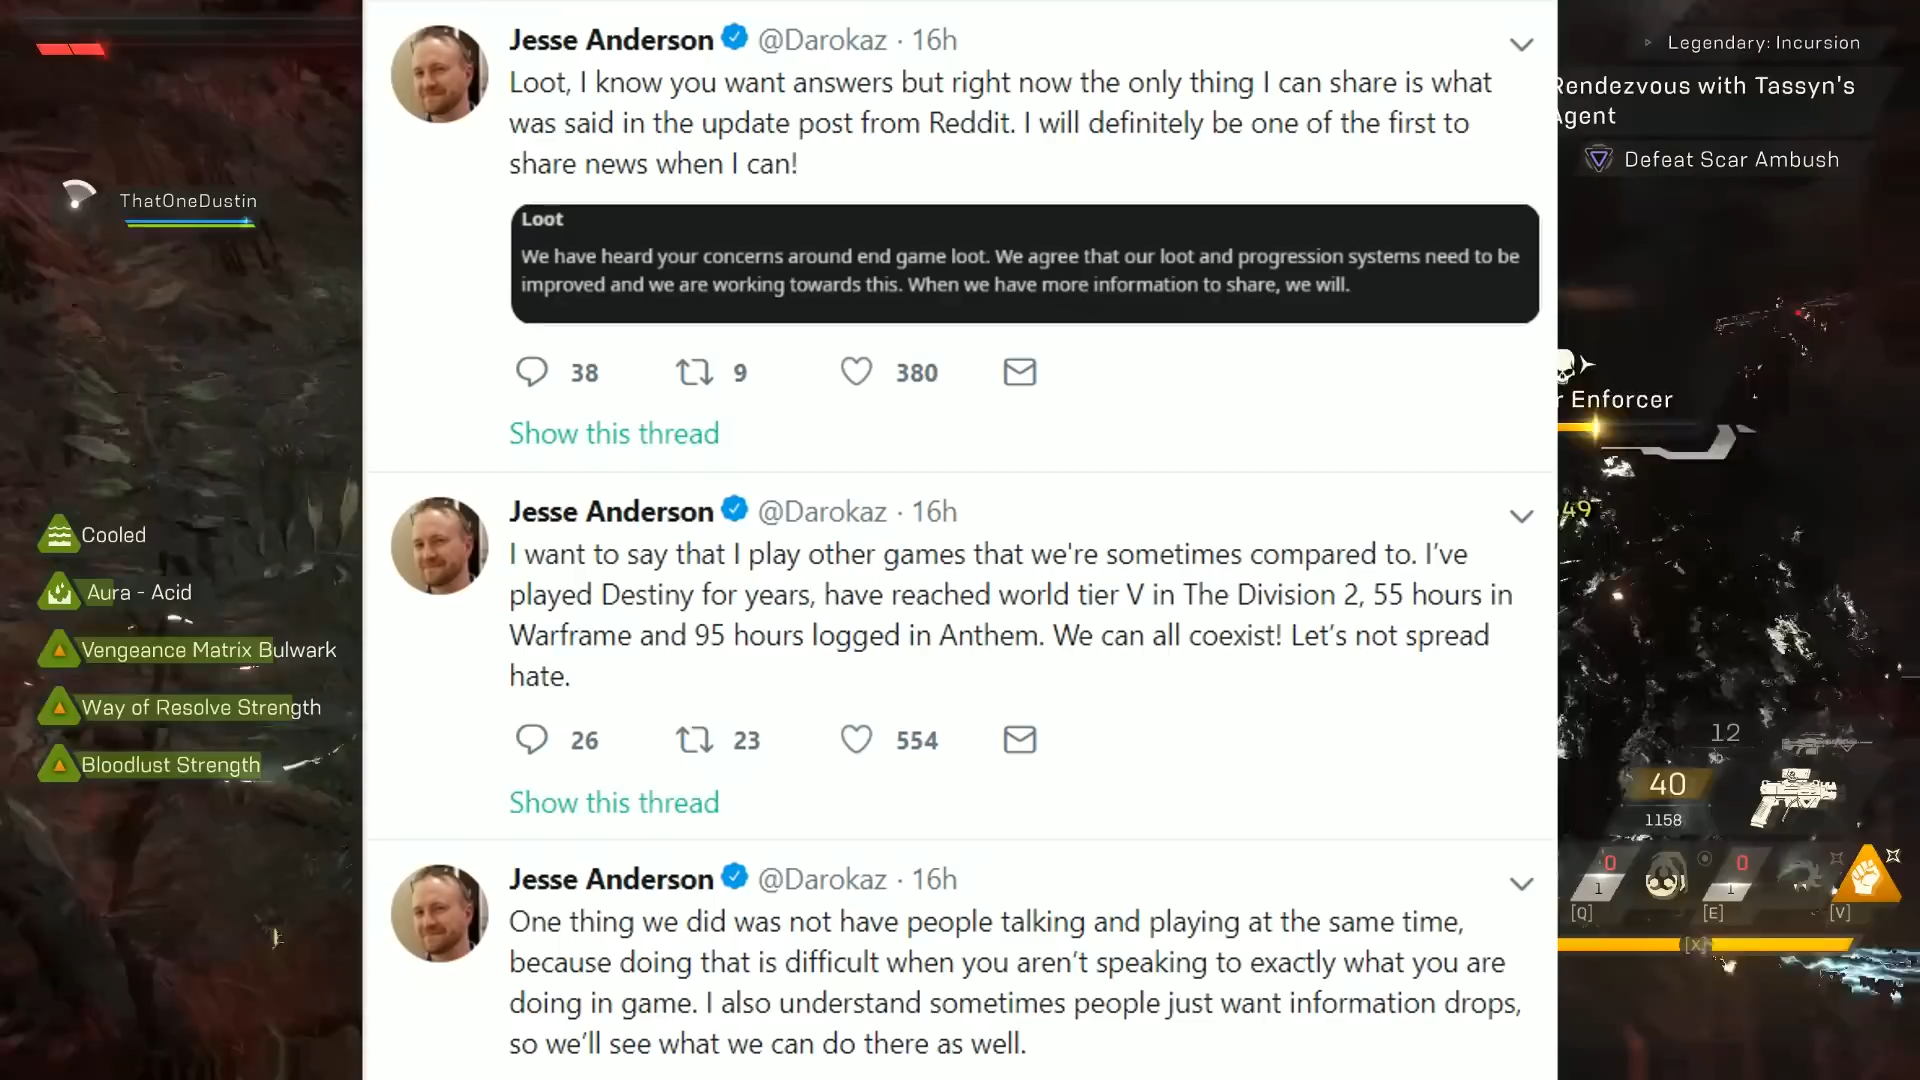 Jesse Anderson @Darokaz · 16h
Loot, I know you want answers but right now the only thing I can share is what
was said in the update post from Reddit. I will definitely be one of the first to
share news when I can!
Loot
We have heard your concerns around end game loot. We agree that our loot and progression systems need to be
improved and we are working towards this. When we have more information to share, we will.
38 9 380
Show this thread
Jesse Anderson @Darokaz · 16h
I want to say that I play other games that we're sometimes compared to. I've
played Destiny for years, have reached world tier V in The Division 2, 55 hours in
Warframe and 95 hours logged in Anthem. We can all coexist! Let's not spread
hate.
26 23 554
Show this thread
Jesse Anderson @Darokaz · 16h
One thing we did was not have people talking and playing at the same time,
because doing that is difficult when you aren't speaking to exactly what you are
doing in game. I also understand sometimes people just want information drops,
so we'll see what we can do there as well.
ThatOneDustin
Cooled
Aura - Acid
Vengeance Matrix Bulwark
Way of Resolve Strength
Bloodlust Strength
Legendary: Incursion
Rendezvous with Tassyn's
Agent
Defeat Scar Ambush
r Enforcer
49
12
40
1158
0 0
1 1
[Q] [E] [V]
[X]